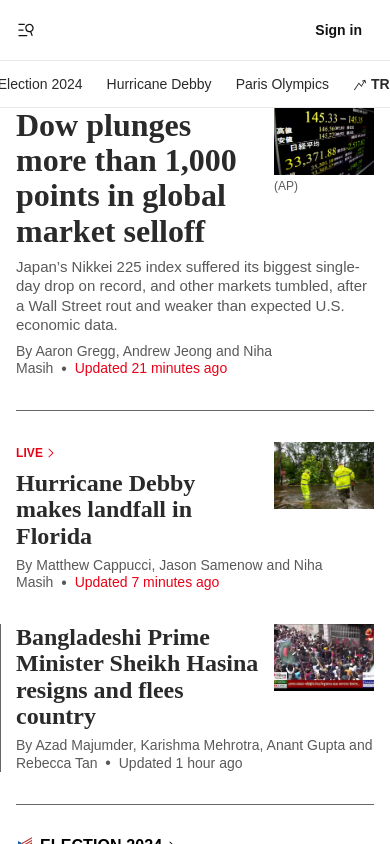 Sign in
Election 2024 Hurricane Debby Paris Olympics TR
Dow plunges
more than 1,000
points in global
market selloff
145.33
33,371.88
(AP)
Japan's Nikkei 225 index suffered its biggest single-
day drop on record, and other markets tumbled, after
a Wall Street rout and weaker than expected U.S.
economic data.
By Aaron Gregg, Andrew Jeong and Niha
Masih • Updated 21 minutes ago
LIVE
Hurricane Debby
makes landfall in
Florida
By Matthew Cappucci, Jason Samenow and Niha
Masih • Updated 7 minutes ago
Bangladeshi Prime
Minister Sheikh Hasina
resigns and flees
country
By Azad Majumder, Karishma Mehrotra, Anant Gupta and
Rebecca Tan • Updated 1 hour ago
ELECTION 2024